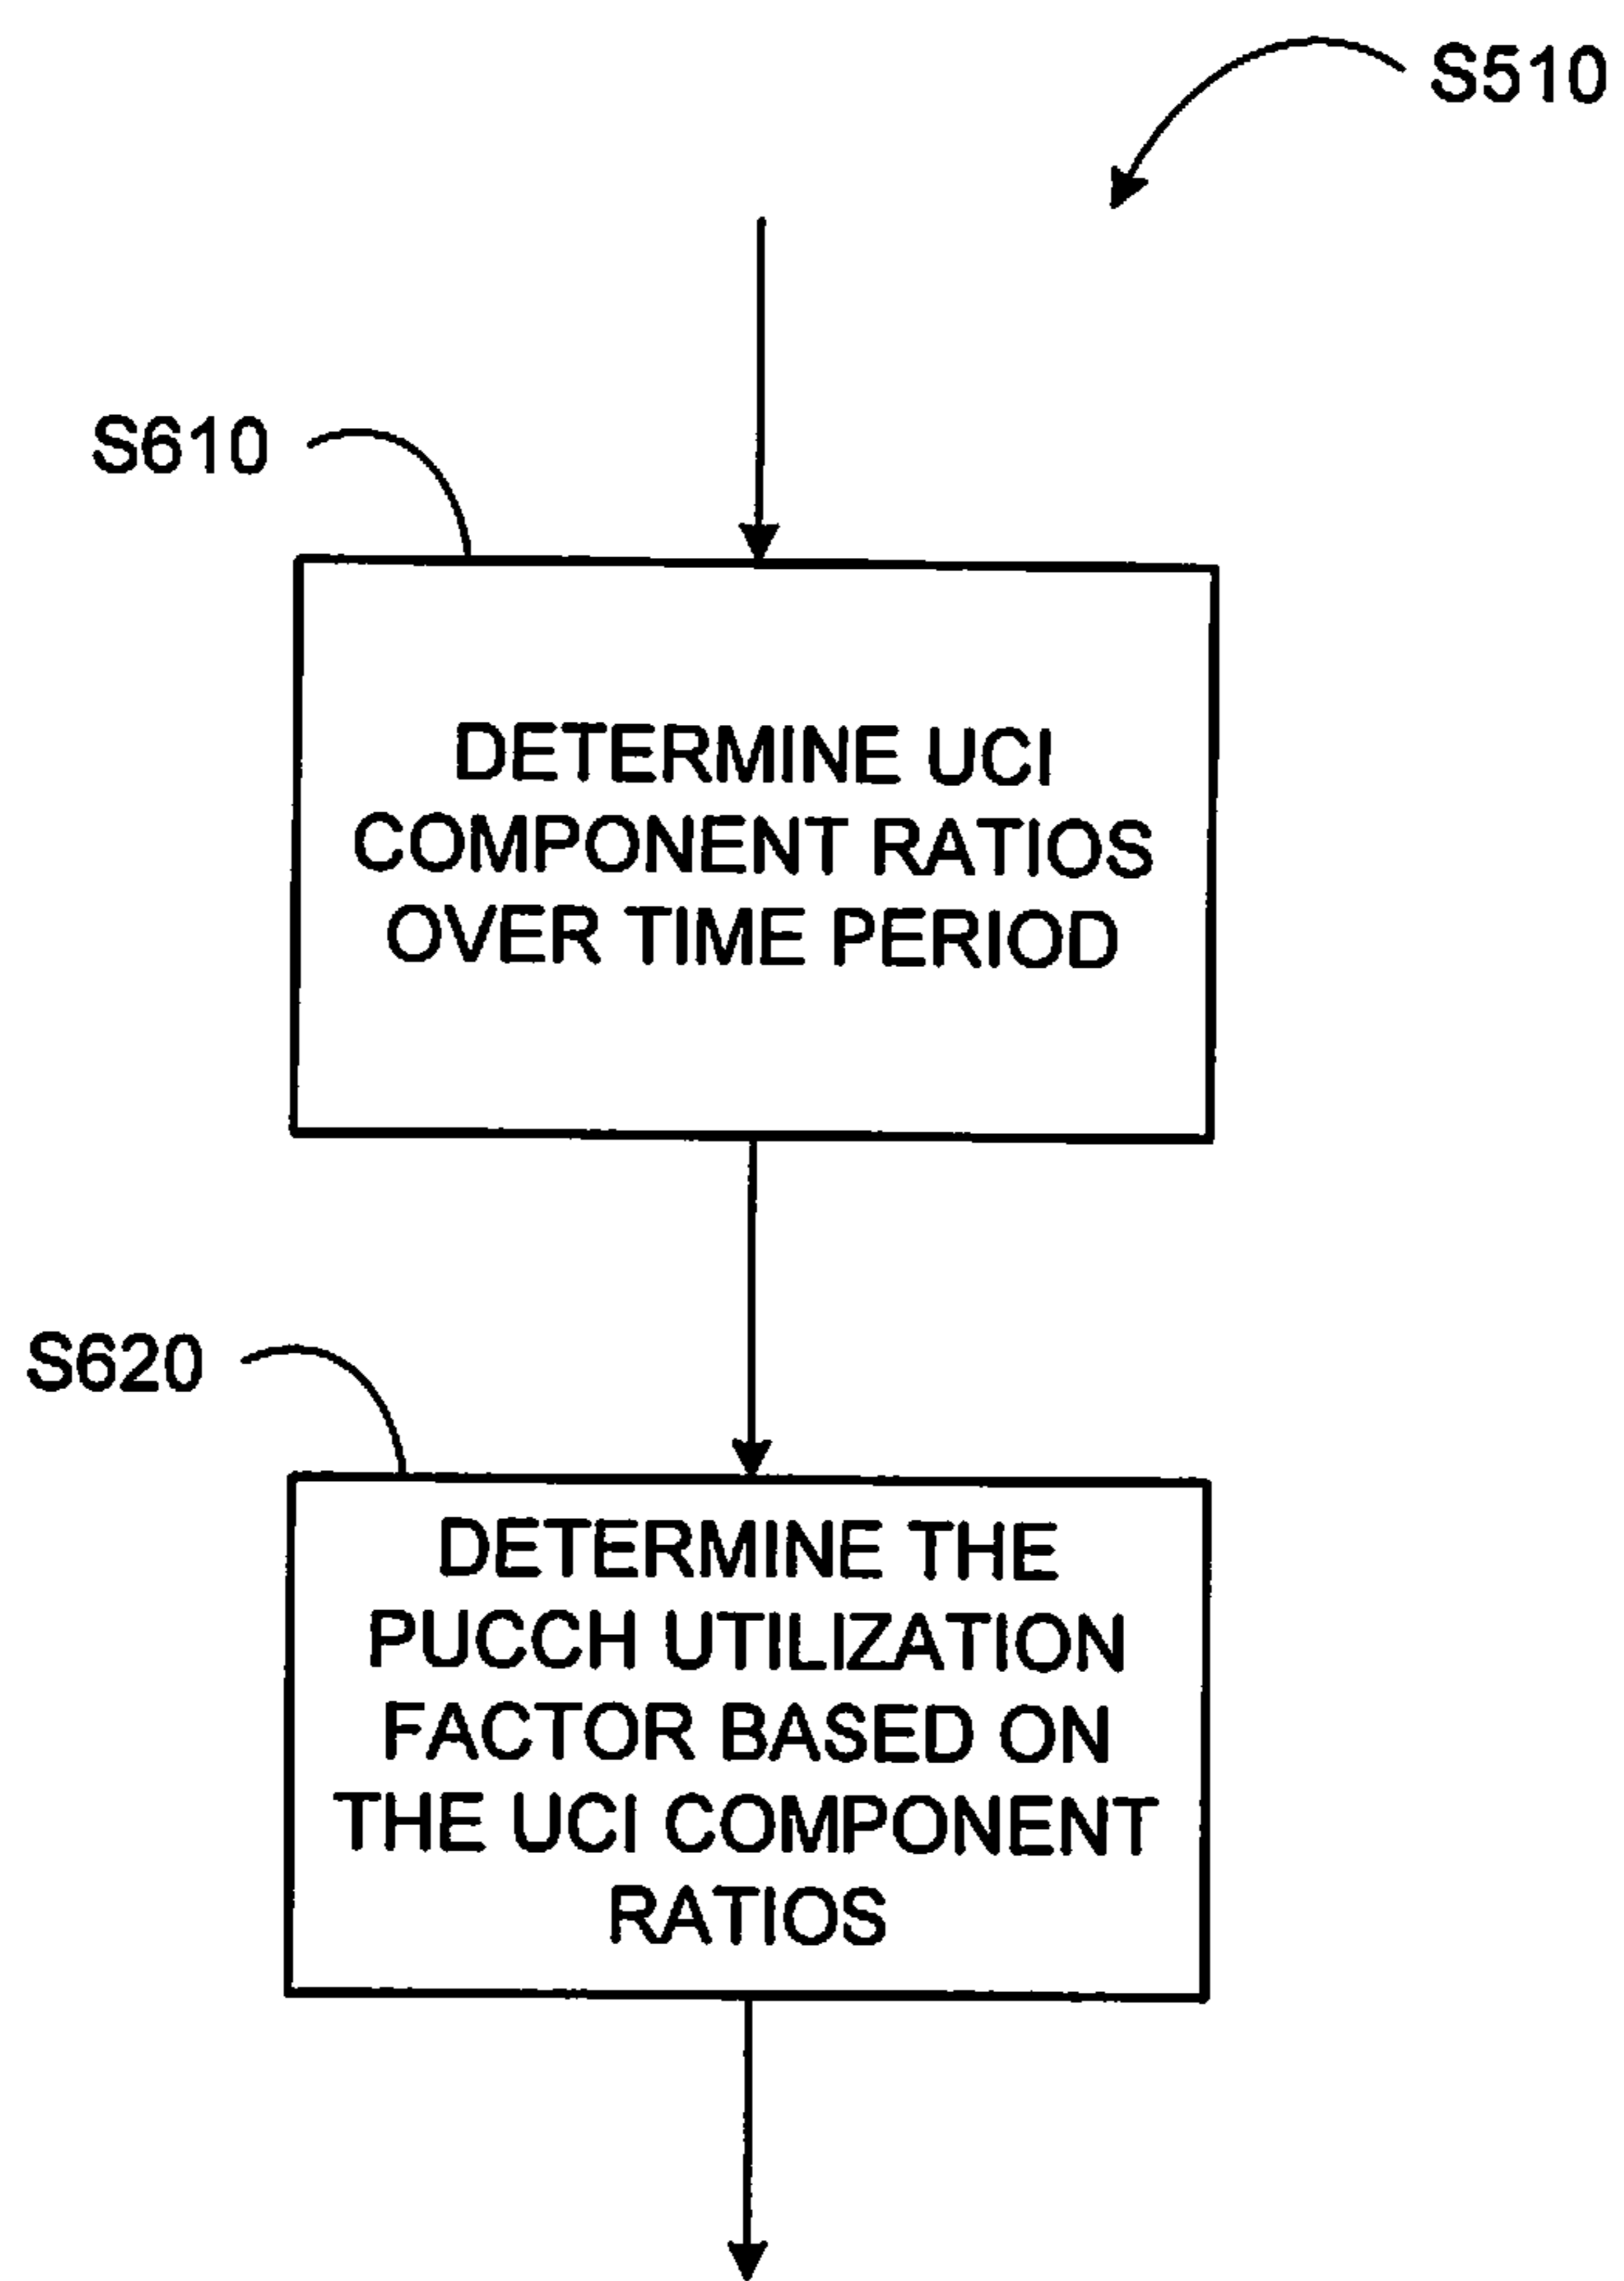 S510
S610
DETERMINE UCI
COMPONENT RATIOS
OVER TIME PERIOD
S620
DETERMINE THE
PUCCH UTILIZATION
FACTOR BASED ON
THE UCI COMPONENT
RATIOS